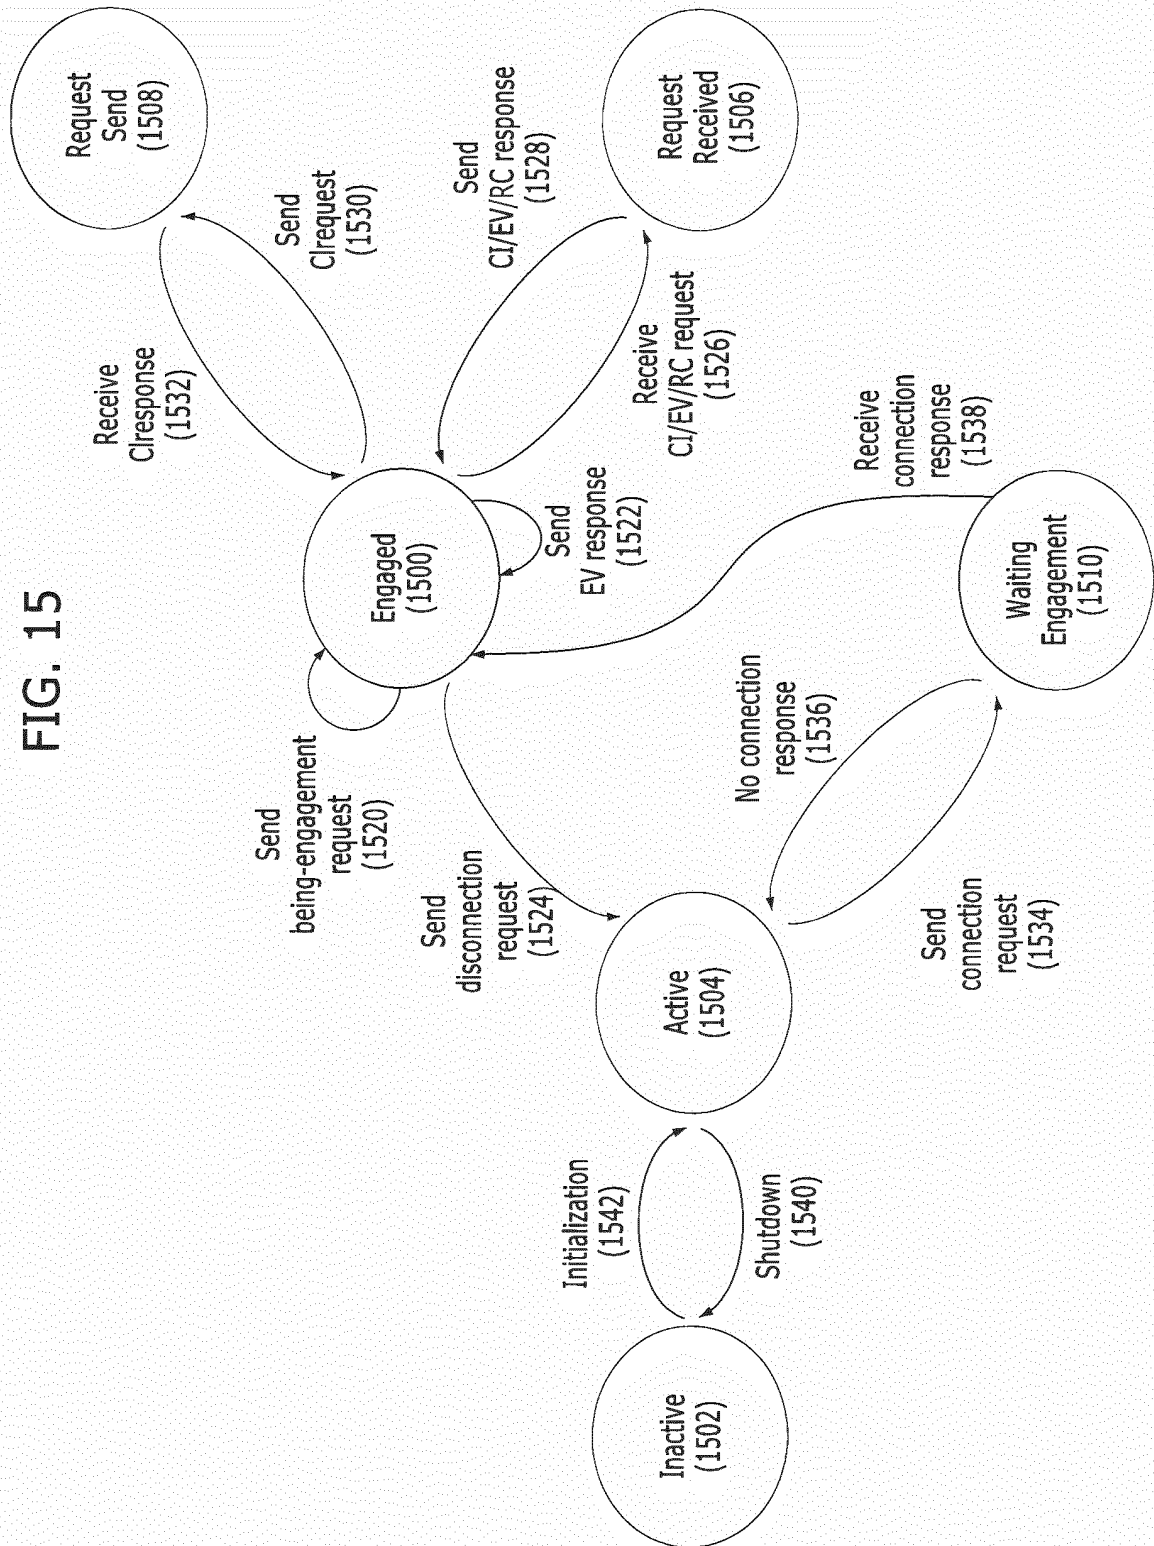 FIG. 15
Inactive
(1502)
Initialization
(1542)
Shutdown
(1540)
Active
(1504)
Send
being-engagement
request
(1520)
Send
disconnection
request
(1524)
No connection
response
(1536)
Send
connection
request
(1534)
Engaged
(1500)
Send
EV response
(1522)
Waiting
Engagement
(1510)
Receive
connection
response
(1538)
Receive
CIresponse
(1532)
Send
CIrequest
(1530)
Send
CI/EV/RC response
(1528)
Receive
CI/EV/RC request
(1526)
Request
Send
(1508)
Request
Received
(1506)